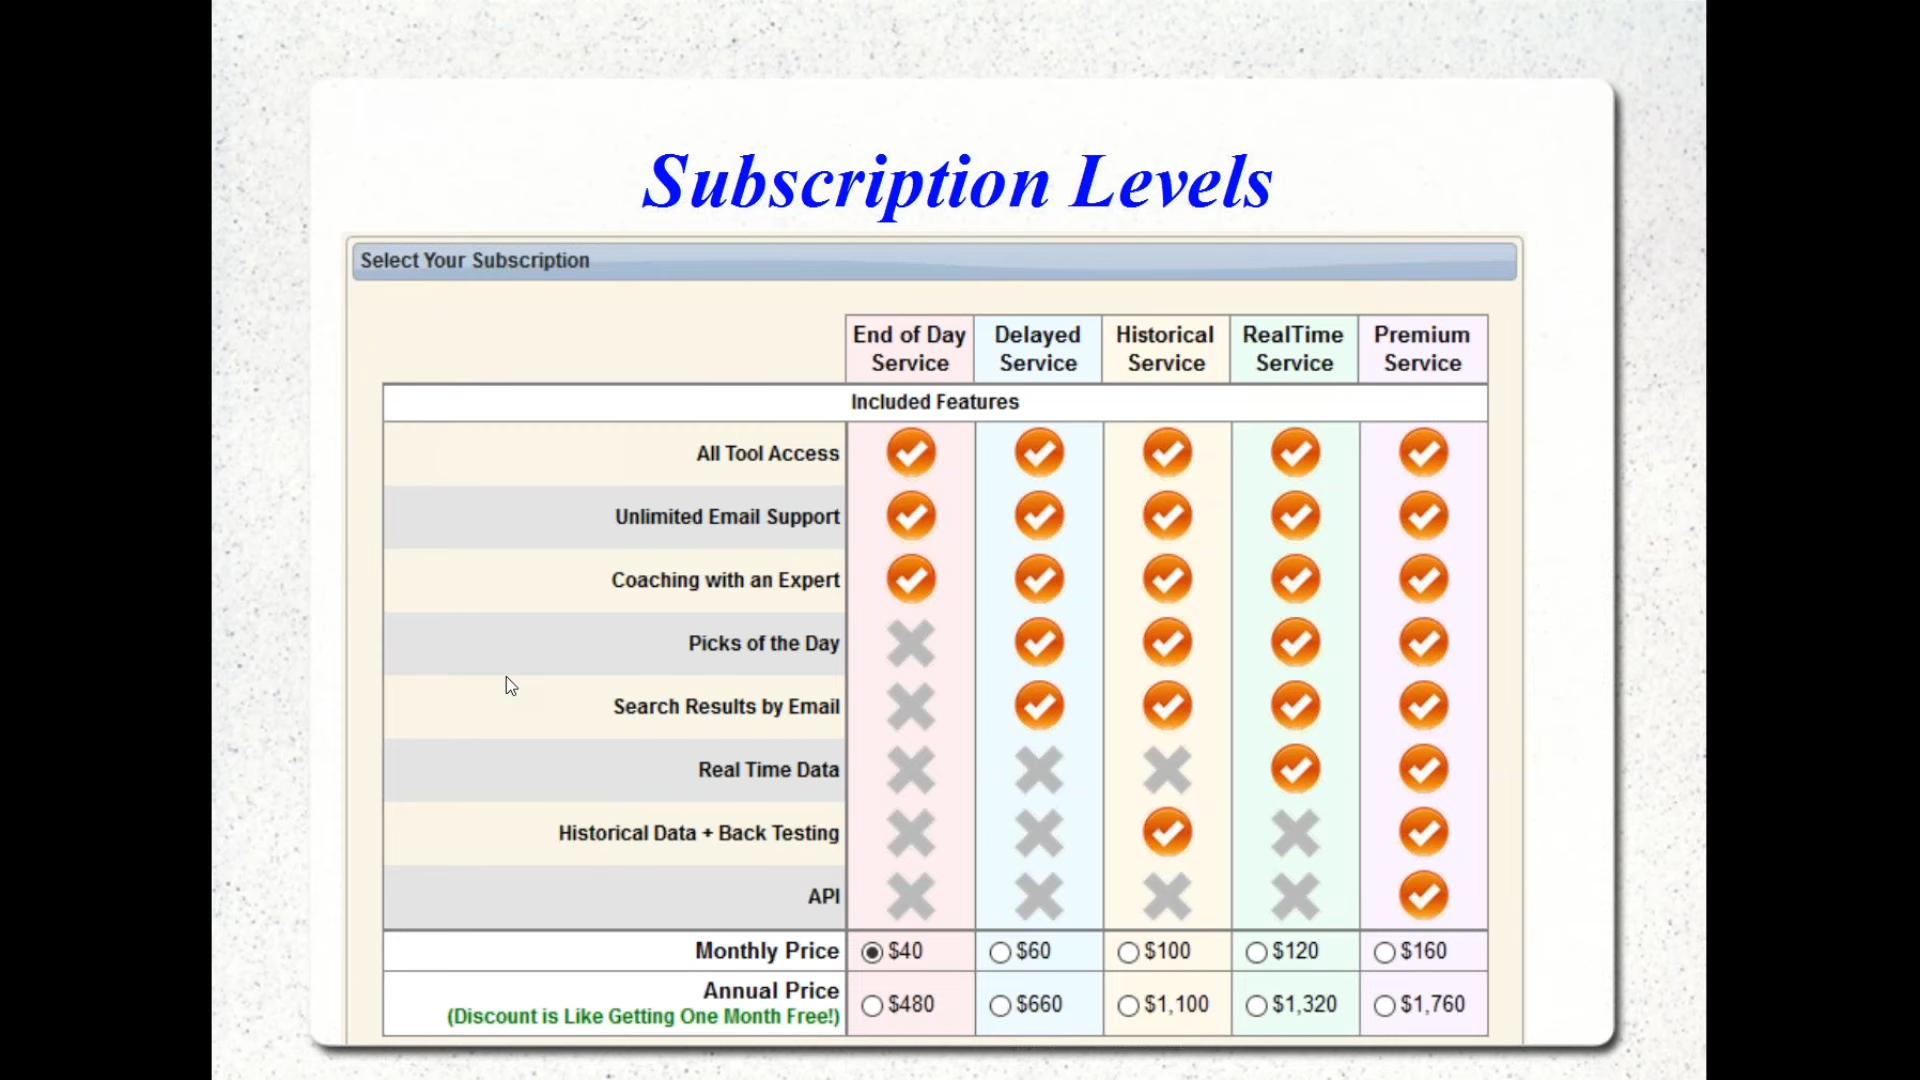 Subscription Levels
Select Your Subscription
End of Day Service
Delayed Service
Historical Service
RealTime Service
Premium Service
Included Features
All Tool Access
Unlimited Email Support
Coaching with an Expert
Picks of the Day
Search Results by Email
Real Time Data
Historical Data + Back Testing
API
Monthly Price $40 $60 $100 $120 $160
Annual Price
(Discount is Like Getting One Month Free!) $480 $660 $1,100 $1,320 $1,760